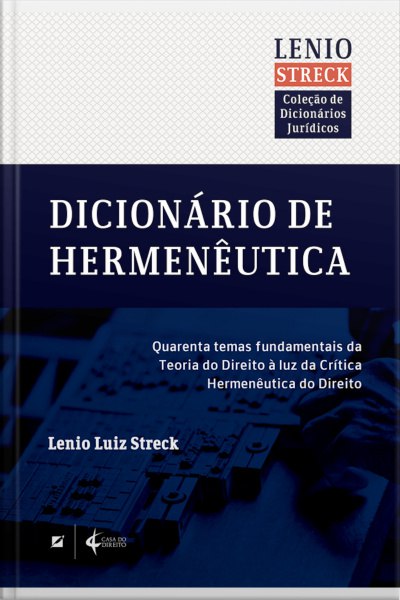 LENIO
STRECK
Coleção de
Dicionários
Jurídicos
DICIONÁRIO DE
HERMENÊUTICA
Quarenta temas fundamentais da
Teoria do Direito à luz da Crítica
Hermenêutica do Direito
Lenio Luiz Streck
CASA DO
DIREITO